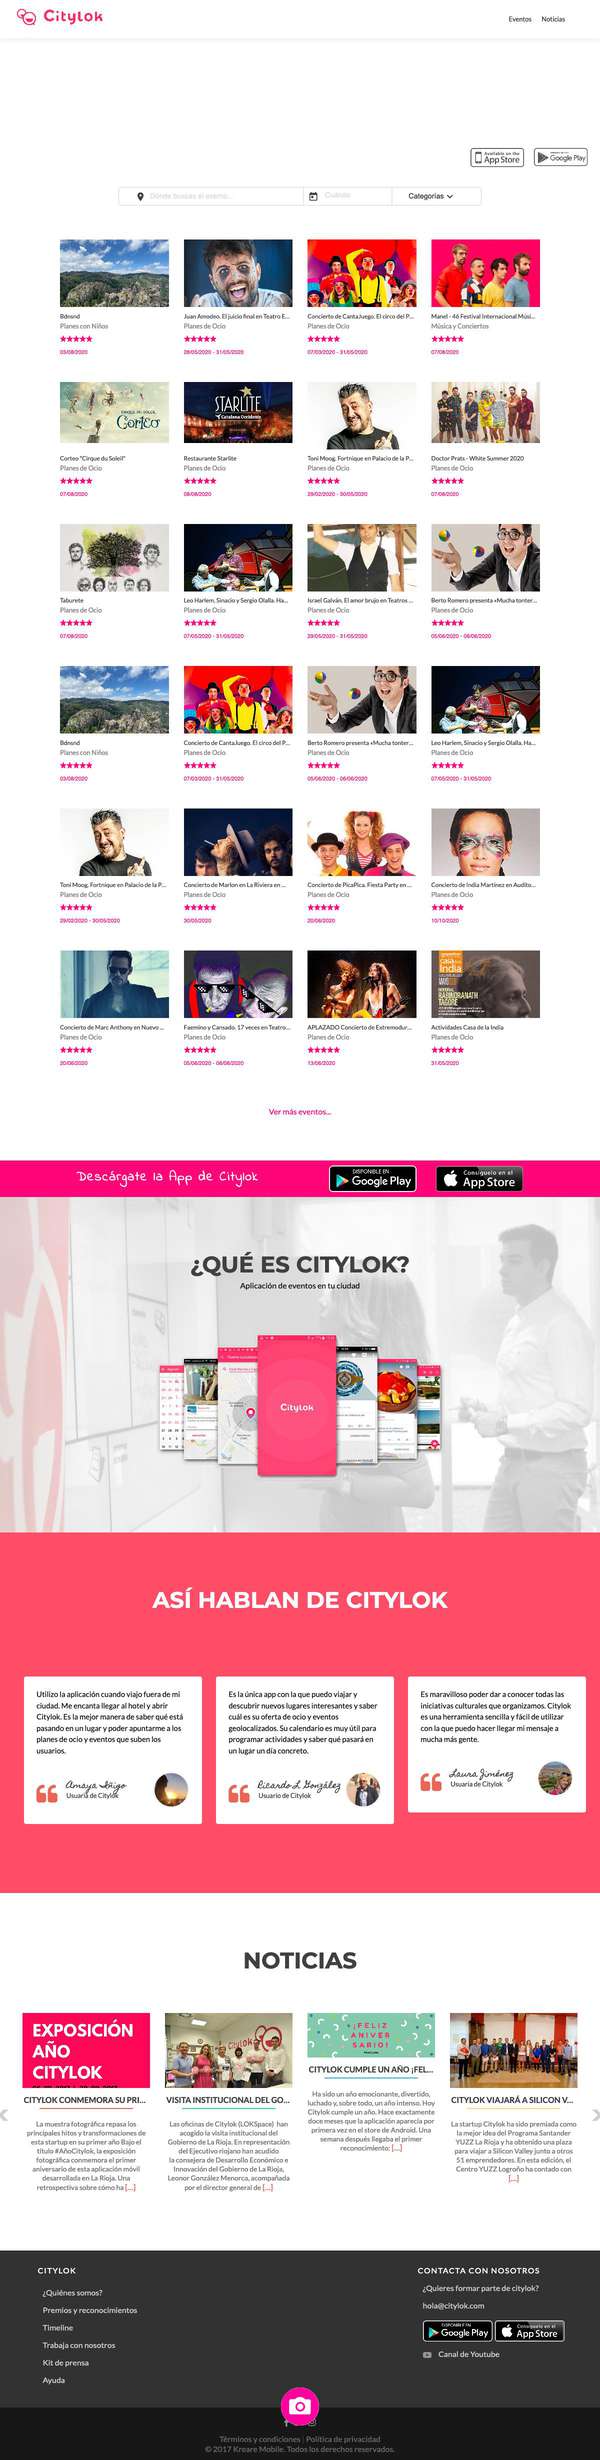 Citylok
Eventos
Noticias
Available on the
App Store
Google Play
Dónde buscas el evento...
Cuándo
Categorías
Bdnsnd
Planes con Niños
03/08/2020
Juan Amodeo. El juicio final en Teatro E...
Planes de Ocio
28/05/2020 - 31/05/2020
Concierto de CantaJuego. El circo del P...
Planes de Ocio
07/03/2020 - 31/05/2020
Manel - 46 Festival Internacional Músi...
Música y Conciertos
07/08/2020
CIRQUE DU SOLEIL
Corteo
Corteo "Cirque du Soleil"
Planes de Ocio
07/08/2020
STARLITE
Catalana Occidente
Restaurante Starlite
Planes de Ocio
08/08/2020
Toni Moog. Fortnique en Palacio de la P...
Planes de Ocio
29/02/2020 - 30/05/2020
Doctor Prats - White Summer 2020
Planes de Ocio
07/08/2020
Taburete
Planes de Ocio
07/08/2020
Leo Harlem, Sinacio y Sergio Olalla. Ha...
Planes de Ocio
07/05/2020 - 31/05/2020
Israel Galván. El amor brujo en Teatros ...
Planes de Ocio
29/05/2020 - 31/05/2020
Berto Romero presenta «Mucha tonter...
Planes de Ocio
05/06/2020 - 06/06/2020
Bdnsnd
Planes con Niños
03/08/2020
Concierto de CantaJuego. El circo del P...
Planes de Ocio
07/03/2020 - 31/05/2020
Berto Romero presenta «Mucha tonter...
Planes de Ocio
05/06/2020 - 06/06/2020
Leo Harlem, Sinacio y Sergio Olalla. Ha...
Planes de Ocio
07/05/2020 - 31/05/2020
Toni Moog. Fortnique en Palacio de la P...
Planes de Ocio
29/02/2020 - 30/05/2020
Concierto de Marlon en La Riviera en ...
Planes de Ocio
30/05/2020
Concierto de PicaPica. Fiesta Party en ...
Planes de Ocio
20/06/2020
Concierto de India Martínez en Audito...
Planes de Ocio
10/10/2020
Concierto de Marc Anthony en Nuevo ...
Planes de Ocio
20/06/2020
Faemino y Cansado. 17 veces en Teatro...
Planes de Ocio
05/06/2020 - 06/06/2020
APLAZADO Concierto de Extremodur...
Planes de Ocio
13/06/2020
casa de la
India
RABINDRANATH
TAGORE
Actividades Casa de la India
Planes de Ocio
31/05/2020
Ver más eventos...
Descárgate la App de Citylok
DISPONIBLE EN
Google Play
Consíguelo en el
App Store
¿QUÉ ES CITYLOK?
Aplicación de eventos en tu ciudad
Citylok
ASÍ HABLAN DE CITYLOK
Utilizo la aplicación cuando viajo fuera de mi
ciudad. Me encanta llegar al hotel y abrir
Citylok. Es la mejor manera de saber qué está
pasando en un lugar y poder apuntarme a los
planes de ocio y eventos que suben los
usuarios.
Amaya Iñigo
Usuaria de Citylok
Es la única app con la que puedo viajar y
descubrir nuevos lugares interesantes y saber
cuál es su oferta de ocio y eventos
geolocalizados. Su calendario es muy útil para
programar actividades y saber qué pasará en
un lugar un día concreto.
Ricardo L. González
Usuario de Citylok
Es maravilloso poder dar a conocer todas las
iniciativas culturales que organizamos. Citylok
es una herramienta sencilla y fácil de utilizar
con la que puedo hacer llegar mi mensaje a
mucha más gente.
Laura Jiménez
Usuaria de Citylok
NOTICIAS
EXPOSICIÓN
AÑO
CITYLOK
CITYLOK CONMEMORA SU PRI...
La muestra fotográfica repasa los
principales hitos y transformaciones de
esta startup en su primer año Bajo el
título #AñoCitylok, la exposición
fotográfica conmemora el primer
aniversario de esta aplicación móvil
desarrollada en La Rioja. Una
retrospectiva sobre cómo ha [...]
Citylok
VISITA INSTITUCIONAL DEL GO...
Las oficinas de Citylok (LOKSpace) han
acogido la visita institucional del
Gobierno de La Rioja. En representación
del Ejecutivo riojano han acudido
la consejera de Desarrollo Económico e
Innovación del Gobierno de La Rioja,
Leonor González Menorca, acompañada
por el director general de [...]
¡FELIZ
ANIVER
SARIO!
CITYLOK CUMPLE UN AÑO ¡FEL...
Ha sido un año emocionante, divertido,
luchado y, sobre todo, un año intenso. Hoy
Citylok cumple un año. Hace exactamente
doce meses que la aplicación aparecía por
primera vez en el store de Android. Una
semana después llegaba el primer
reconocimiento: [...]
CITYLOK VIAJARÁ A SILICON V...
La startup Citylok ha sido premiada como
la mejor idea del Programa Santander
YUZZ La Rioja y ha obtenido una plaza
para viajar a Silicon Valley junto a otros
51 emprendedores. En esta edición, el
Centro YUZZ Logroño ha contado con
[...]
CITYLOK
¿Quiénes somos?
Premios y reconocimientos
Timeline
Trabaja con nosotros
Kit de prensa
Ayuda
CONTACTA CON NOSOTROS
¿Quieres formar parte de citylok?
hola@citylok.com
DISPONIBLE EN
Google Play
Consíguelo en el
App Store
Canal de Youtube
Términos y condiciones | Política de privacidad
© 2017 Kreare Mobile. Todos los derechos reservados.